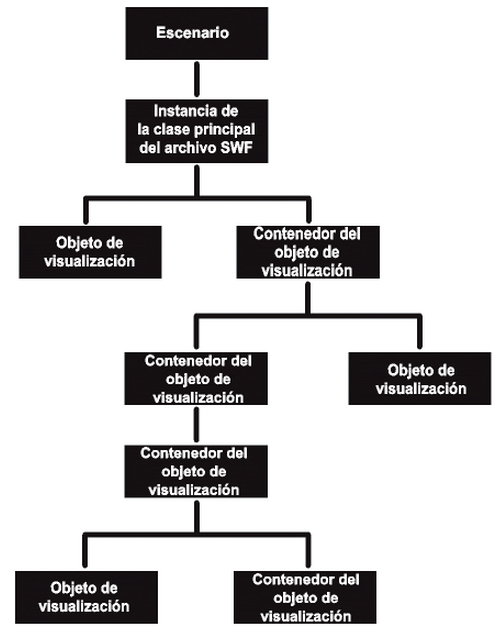 Escenario
Instancia de
la clase principal
del archivo SWF
Objeto de
visualización
Contenedor del
objeto de
visualización
Contenedor del
objeto de
visualización
Objeto de
visualización
Contenedor del
objeto de
visualización
Objeto de
visualización
Contenedor del
objeto de
visualización